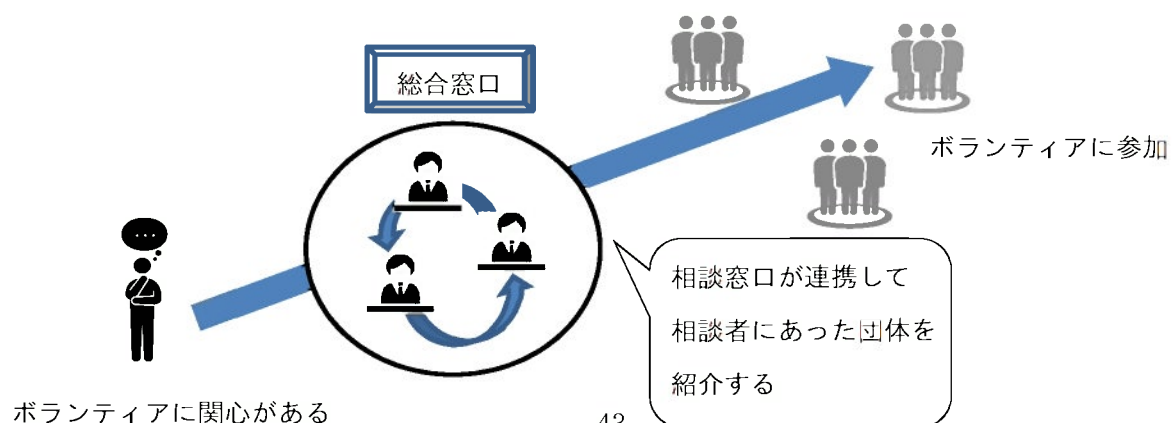 総合窓口
ボランティアに参加
相談窓口が連携して
相談者にあった団体を
紹介する
ボランティアに関心がある